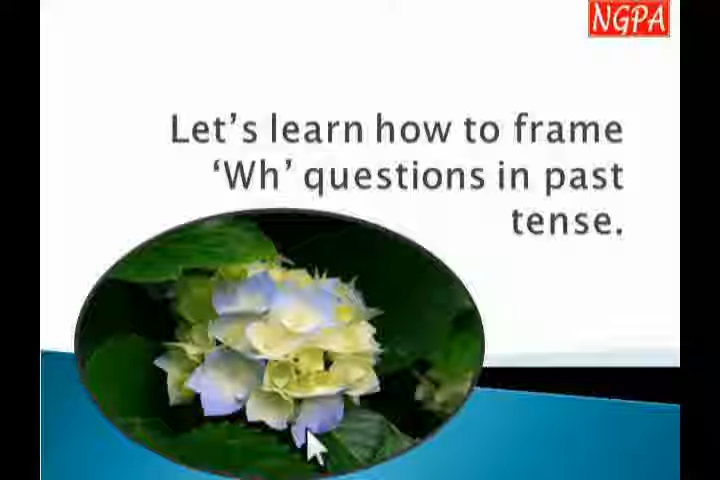 NGPA
Let's learn how to frame
‘Wh’ questions in past
tense.